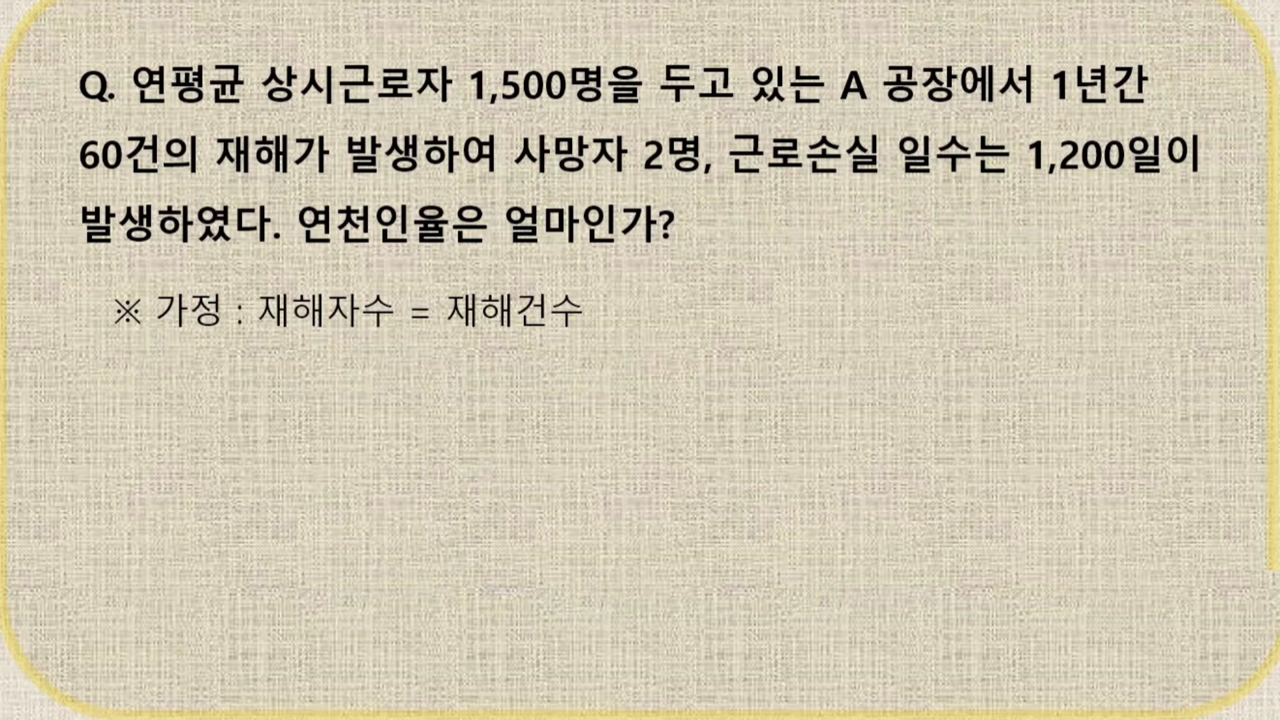 Q. 연평균 상시근로자 1,500명을 두고 있는 A 공장에서 1년간
60건의 재해가 발생하여 사망자 2명, 근로손실 일수는 1,200일이
발생하였다. 연천인율은 얼마인가?
※ 가정 : 재해자수 = 재해건수